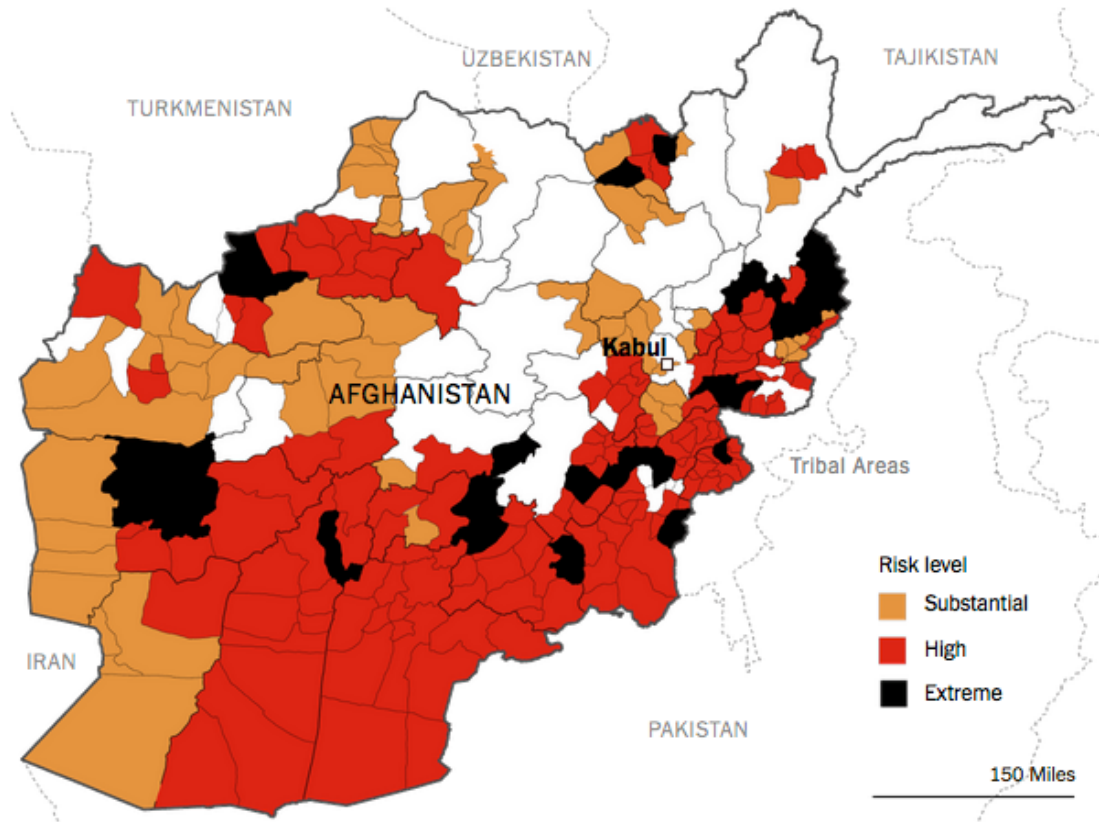 UZBEKISTAN
TAJIKISTAN
TURKMENISTAN
Kabul
AFGHANISTAN
Tribal Areas
Risk level
Substantial
High
Extreme
IRAN
PAKISTAN
150 Miles